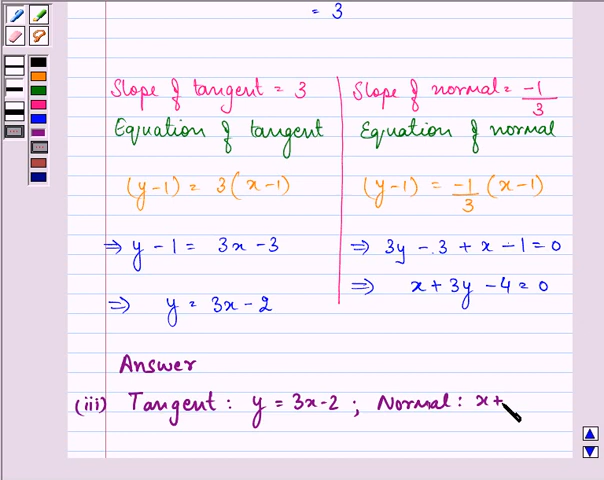 = 3
Slope of tangent = 3
Equation of tangent
(y-1) = 3(x-1)
⇒ y - 1 = 3x - 3
⇒ y = 3x - 2
Slope of normal = -1/3
Equation of normal
(y-1) = -1/3 (x-1)
⇒ 3y - 3 + x - 1 = 0
⇒ x + 3y - 4 = 0
Answer
(iii) Tangent : y = 3x-2 ; Normal : x+